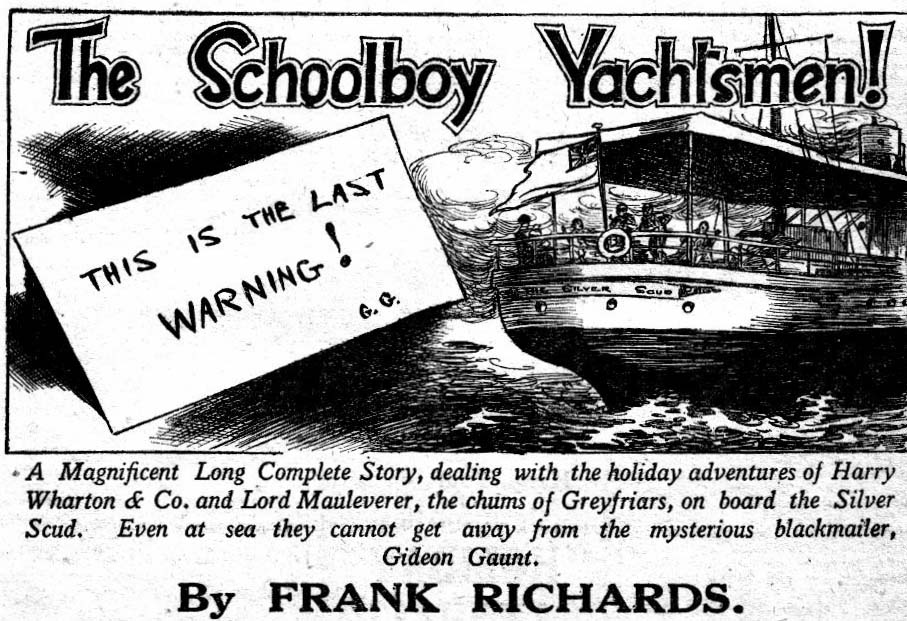 The Schoolboy Yachtsmen!
THIS IS THE LAST
WARNING!
G.G.
SILVER SCUD
A Magnificent Long Complete Story, dealing with the holiday adventures of Harry
Wharton & Co. and Lord Mauleverer, the chums of Greyfriars, on board the Silver
Scud. Even at sea they cannot get away from the mysterious blackmailer,
Gideon Gaunt.
By FRANK RICHARDS.